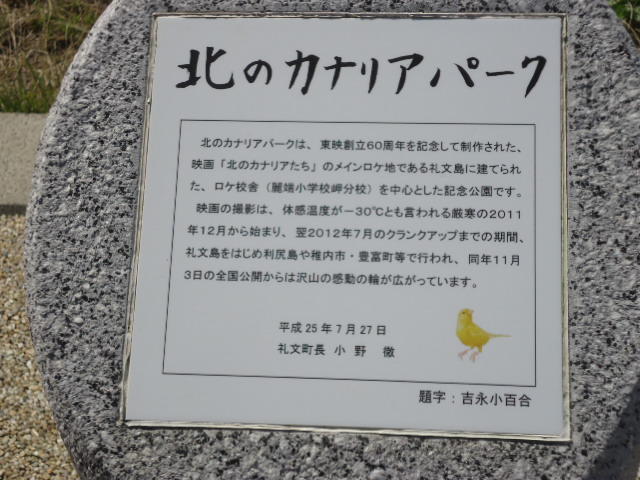 北のカナリアパーク
北のカナリアパークは、東映創立60周年を記念して制作された、
映画「北のカナリアたち」のメインロケ地である礼文島に建てられ
た、ロケ校舎（麗端小学校岬分校）を中心とした記念公園です。
映画の撮影は、体感温度が－30℃とも言われる厳寒の2011
年12月から始まり、翌2012年7月のクランクアップまでの期間、
礼文島をはじめ利尻島や稚内市・豊富町等で行われ、同年11月
3日の全国公開からは沢山の感動の輪が広がっています。
平成25年7月27日
礼文町長 小野 徹
題字：吉永小百合